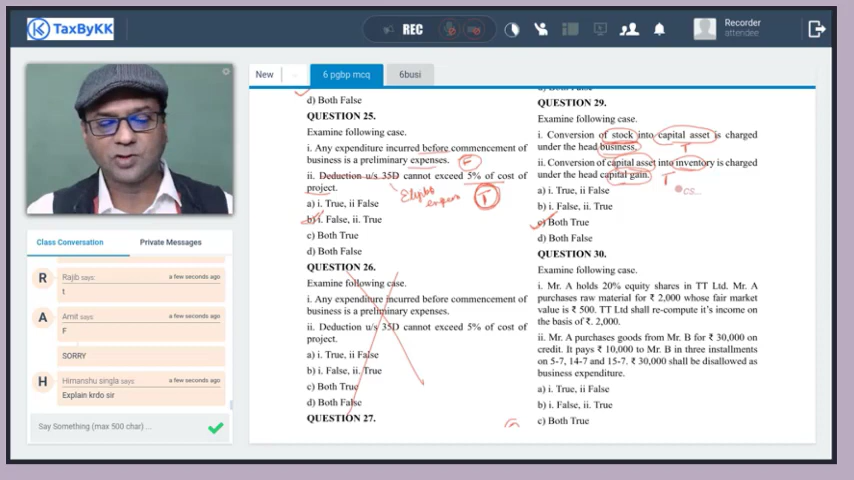 TaxByKK
REC
Recorder
attendee
New
6 pgbp mcq
6busi
Class Conversation
Private Messages
R
Rajib says:
a few seconds ago
t
A
Amit says:
a few seconds ago
F
SORRY
H
Himanshu singla says:
a few seconds ago
Explain krdo sir
Say Something (max 500 char) ...
d) Both False
QUESTION 25.
Examine following case.
i. Any expenditure incurred before commencement of
business is a preliminary expenses.
F
ii. Deduction u/s 35D cannot exceed 5% of cost of
project.
Eligible
expens
T
a) i. True, ii False
b) i. False, ii. True
c) Both True
d) Both False
QUESTION 26.
Examine following case.
i. Any expenditure incurred before commencement of
business is a preliminary expenses.
ii. Deduction u/s 35D cannot exceed 5% of cost of
project.
a) i. True, ii False
b) i. False, ii. True
c) Both True
d) Both False
QUESTION 27.
QUESTION 29.
Examine following case.
i. Conversion of stock into capital asset is charged
under the head business.
T
ii. Conversion of capital asset into inventory is charged
under the head capital gain.
T
cs...
a) i. True, ii False
b) i. False, ii. True
c) Both True
d) Both False
QUESTION 30.
Examine following case.
i. Mr. A holds 20% equity shares in TT Ltd. Mr. A
purchases raw material for ₹ 2,000 whose fair market
value is ₹ 500. TT Ltd shall re-compute it's income on
the basis of ₹. 2,000.
ii. Mr. A purchases goods from Mr. B for ₹ 30,000 on
credit. It pays ₹ 10,000 to Mr. B in three installments
on 5-7, 14-7 and 15-7. ₹ 30,000 shall be disallowed as
business expenditure.
a) i. True, ii False
b) i. False, ii. True
c) Both True